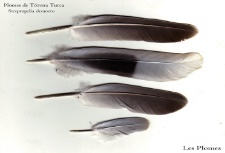 Plomes de Tórtora Turca
Streptopelia decaocto
Les Plomes